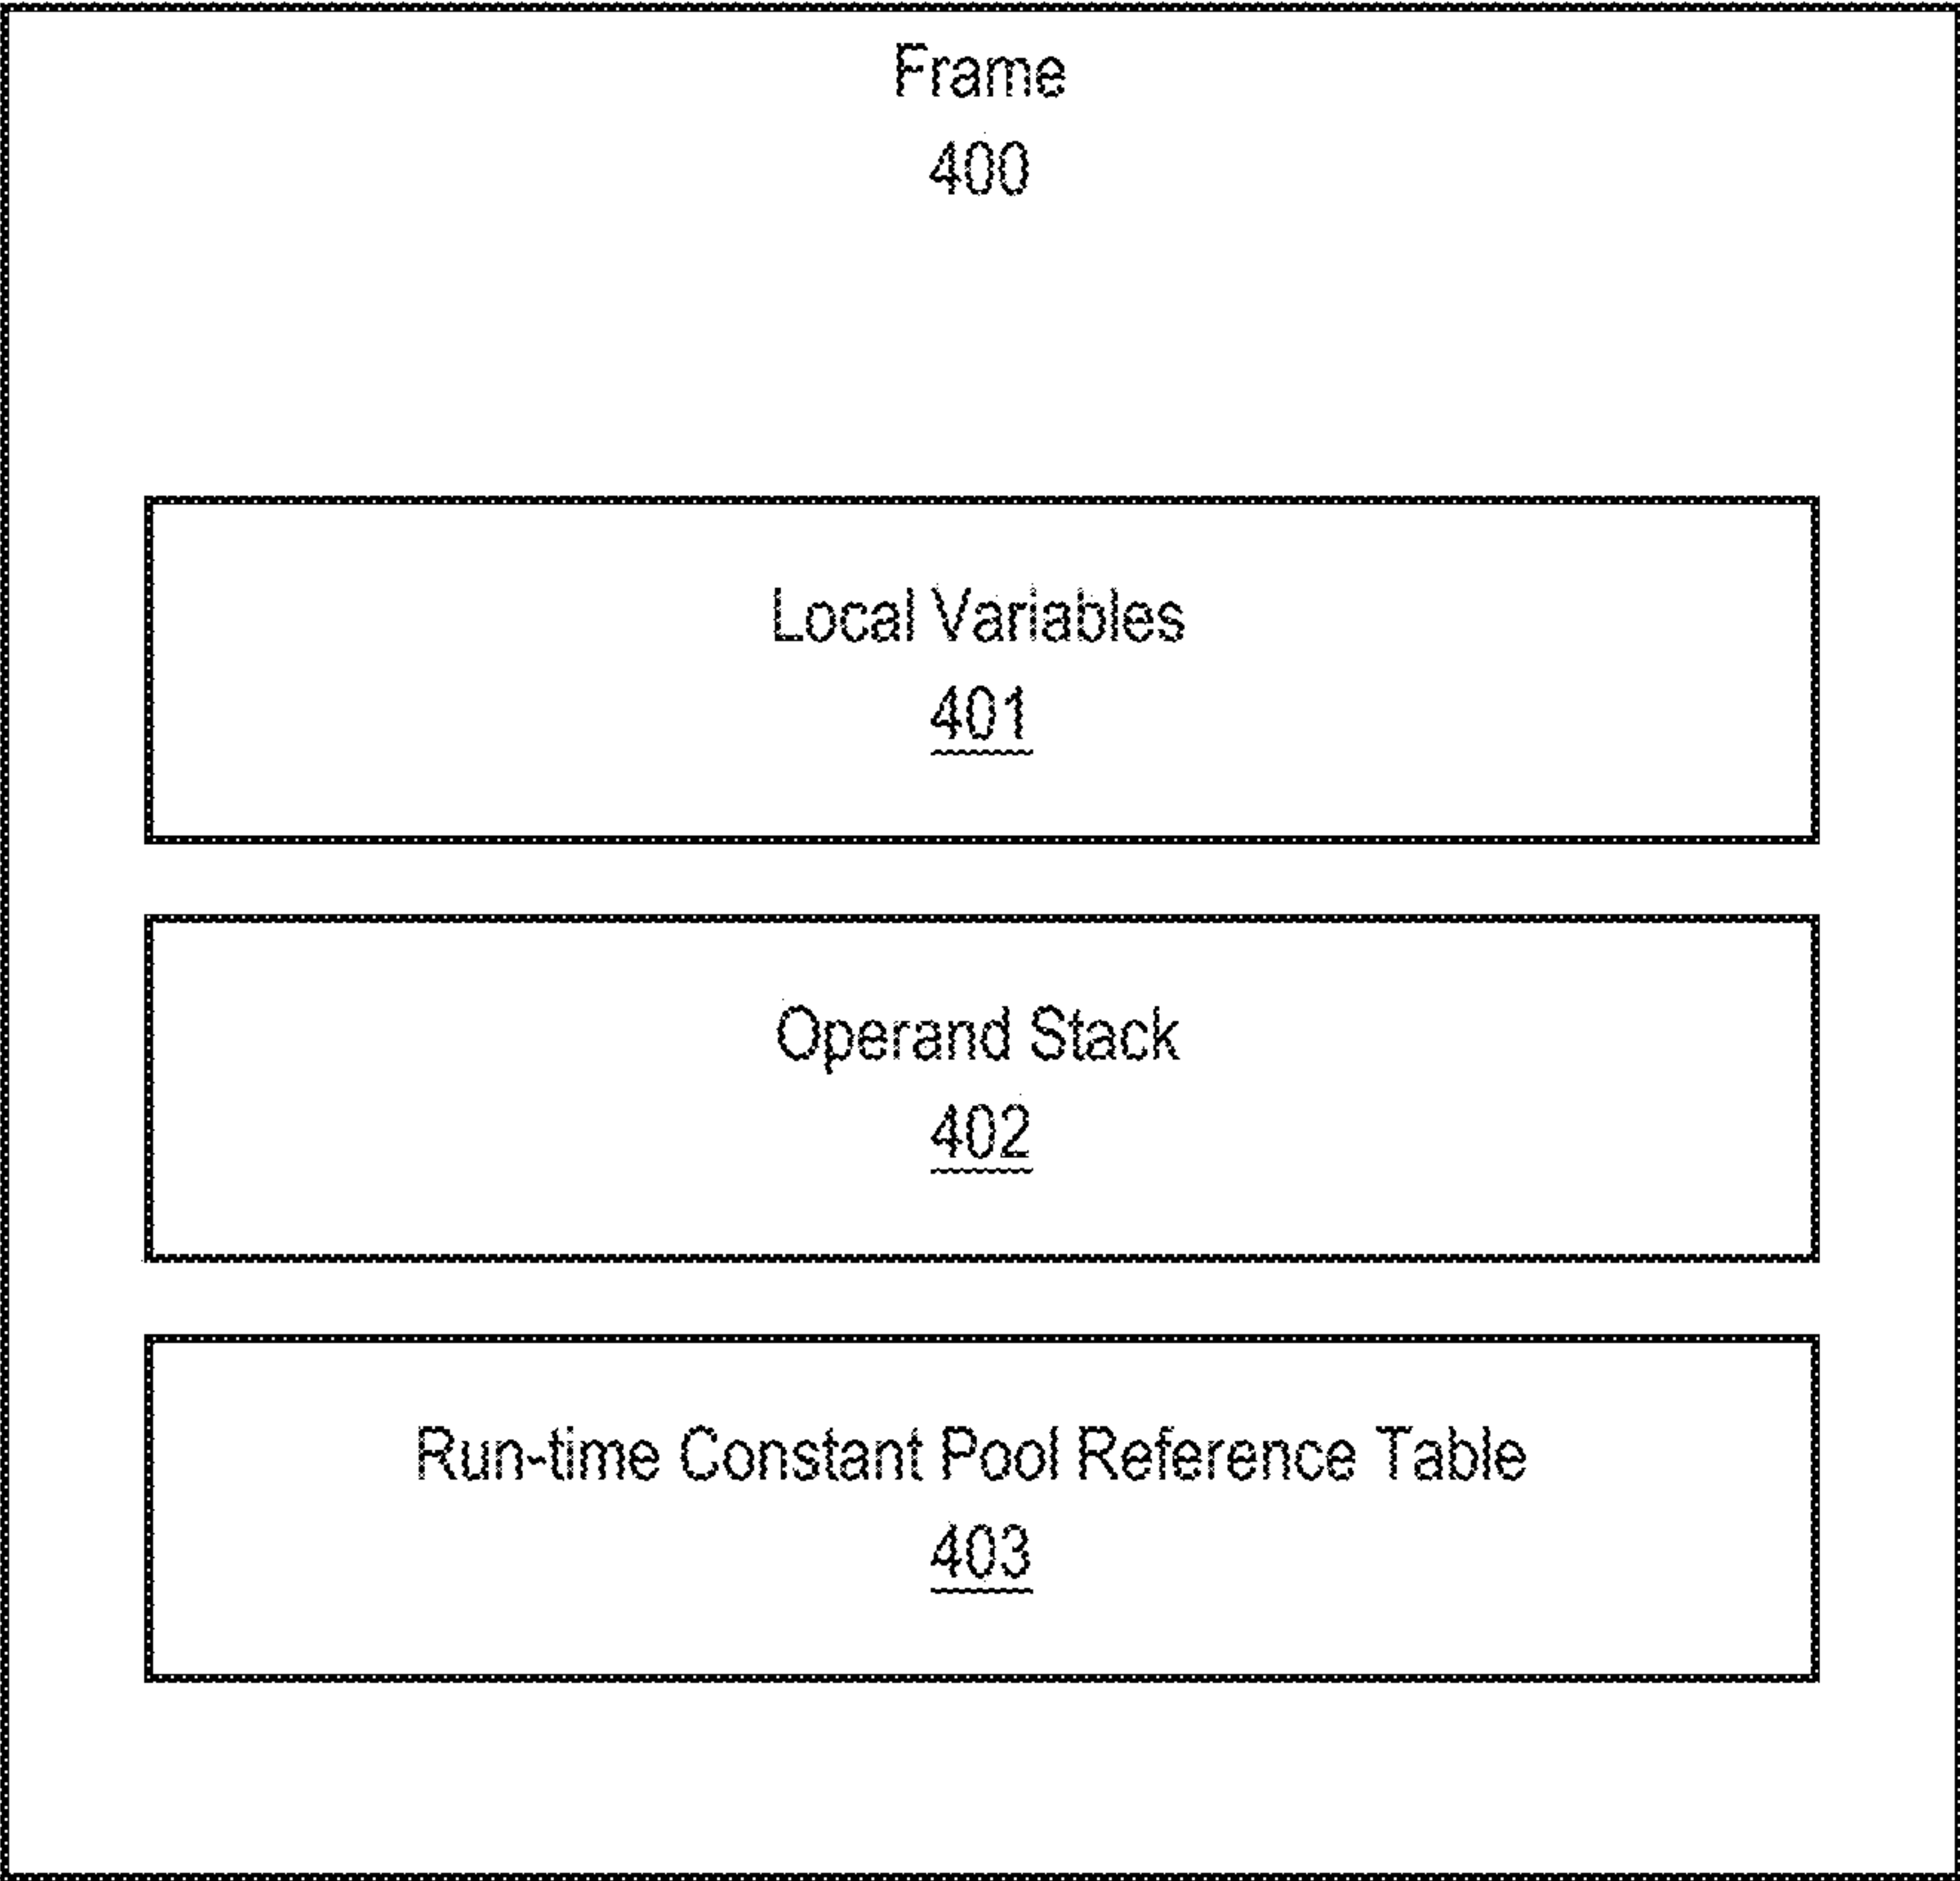 Frame
400
Local Variables
401
Operand Stack
402
Run-time Constant Pool Reference Table
403